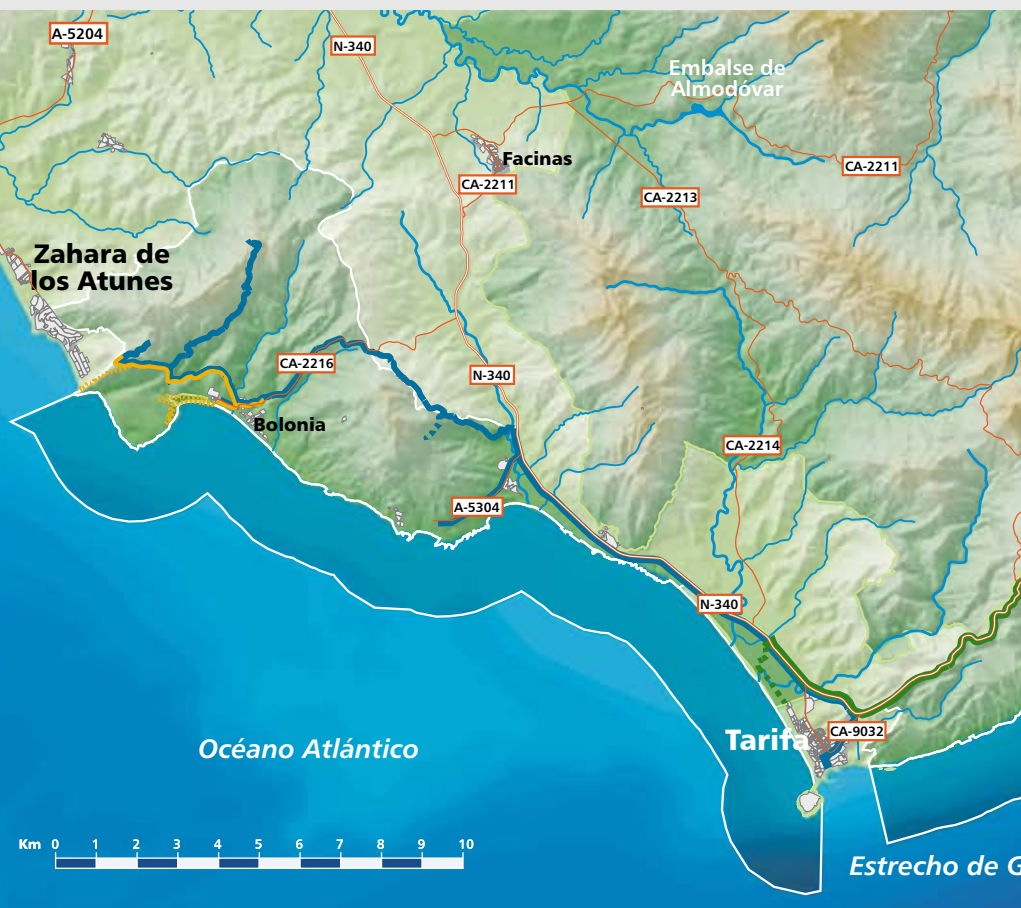 A-5204
N-340
Embalse de
Almodóvar
Facinas
CA-2211
CA-2211
CA-2213
Zahara de
los Atunes
CA-2216
N-340
Bolonia
CA-2214
A-5304
N-340
Tarifa
CA-9032
Océano Atlántico
Km 0 1 2 3 4 5 6 7 8 9 10
Estrecho de G